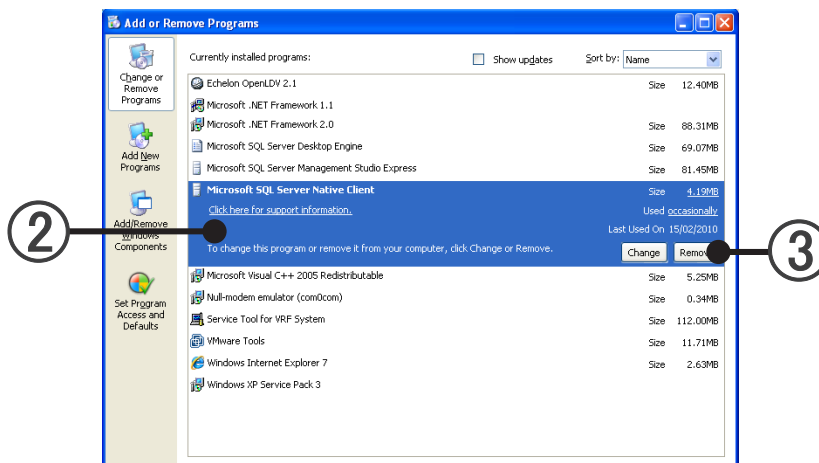 Add or Remove Programs
Change or
Remove
Programs
Add New
Programs
Add/Remove
Windows
Components
Set Program
Access and
Defaults
Currently installed programs:
Show updates
Sort by: Name
Echelon OpenLDV 2.1 Size 12.40MB
Microsoft .NET Framework 1.1
Microsoft .NET Framework 2.0 Size 88.31MB
Microsoft SQL Server Desktop Engine Size 69.07MB
Microsoft SQL Server Management Studio Express Size 81.45MB
Microsoft SQL Server Native Client Size 4.19MB
Click here for support information. Used occasionally
2
Last Used On 15/02/2010
To change this program or remove it from your computer, click Change or Remove. Change Remove
3
Microsoft Visual C++ 2005 Redistributable Size 5.25MB
Null-modem emulator (com0com) Size 0.34MB
Service Tool for VRF System Size 112.00MB
VMware Tools Size 11.71MB
Windows Internet Explorer 7 Size 2.63MB
Windows XP Service Pack 3